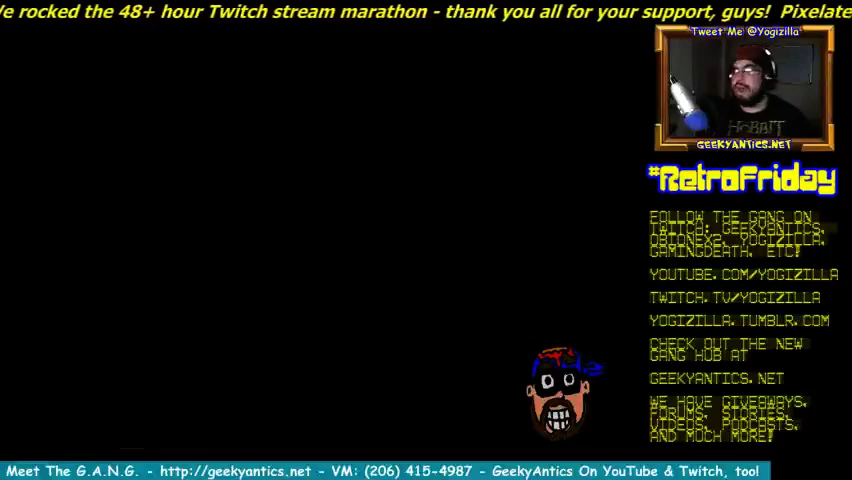 e rocked the 48+ hour Twitch stream marathon - thank you all for your support, guys! Pixelate
Tweet Me @Yogizilla
HOBBIT
GEEKYANTICS.NET
#RetroFriday
FOLLOW THE GANG ON
TWITCH: GEEKYANTICS,
OBIONEX2, YOGIZILLA,
GAMINGDEATH, ETC!
YOUTUBE.COM/YOGIZILLA
TWITCH.TV/YOGIZILLA
YOGIZILLA.TUMBLR.COM
CHECK OUT THE NEW
GANG HUB AT
GEEKYANTICS.NET
WE HAVE GIVEAWAYS,
FORUMS, STORIES,
VIDEOS, PODCASTS,
AND MUCH MORE!
Meet The G.A.N.G. - http://geekyantics.net - VM: (206) 415-4987 - GeekyAntics On YouTube & Twitch, too!